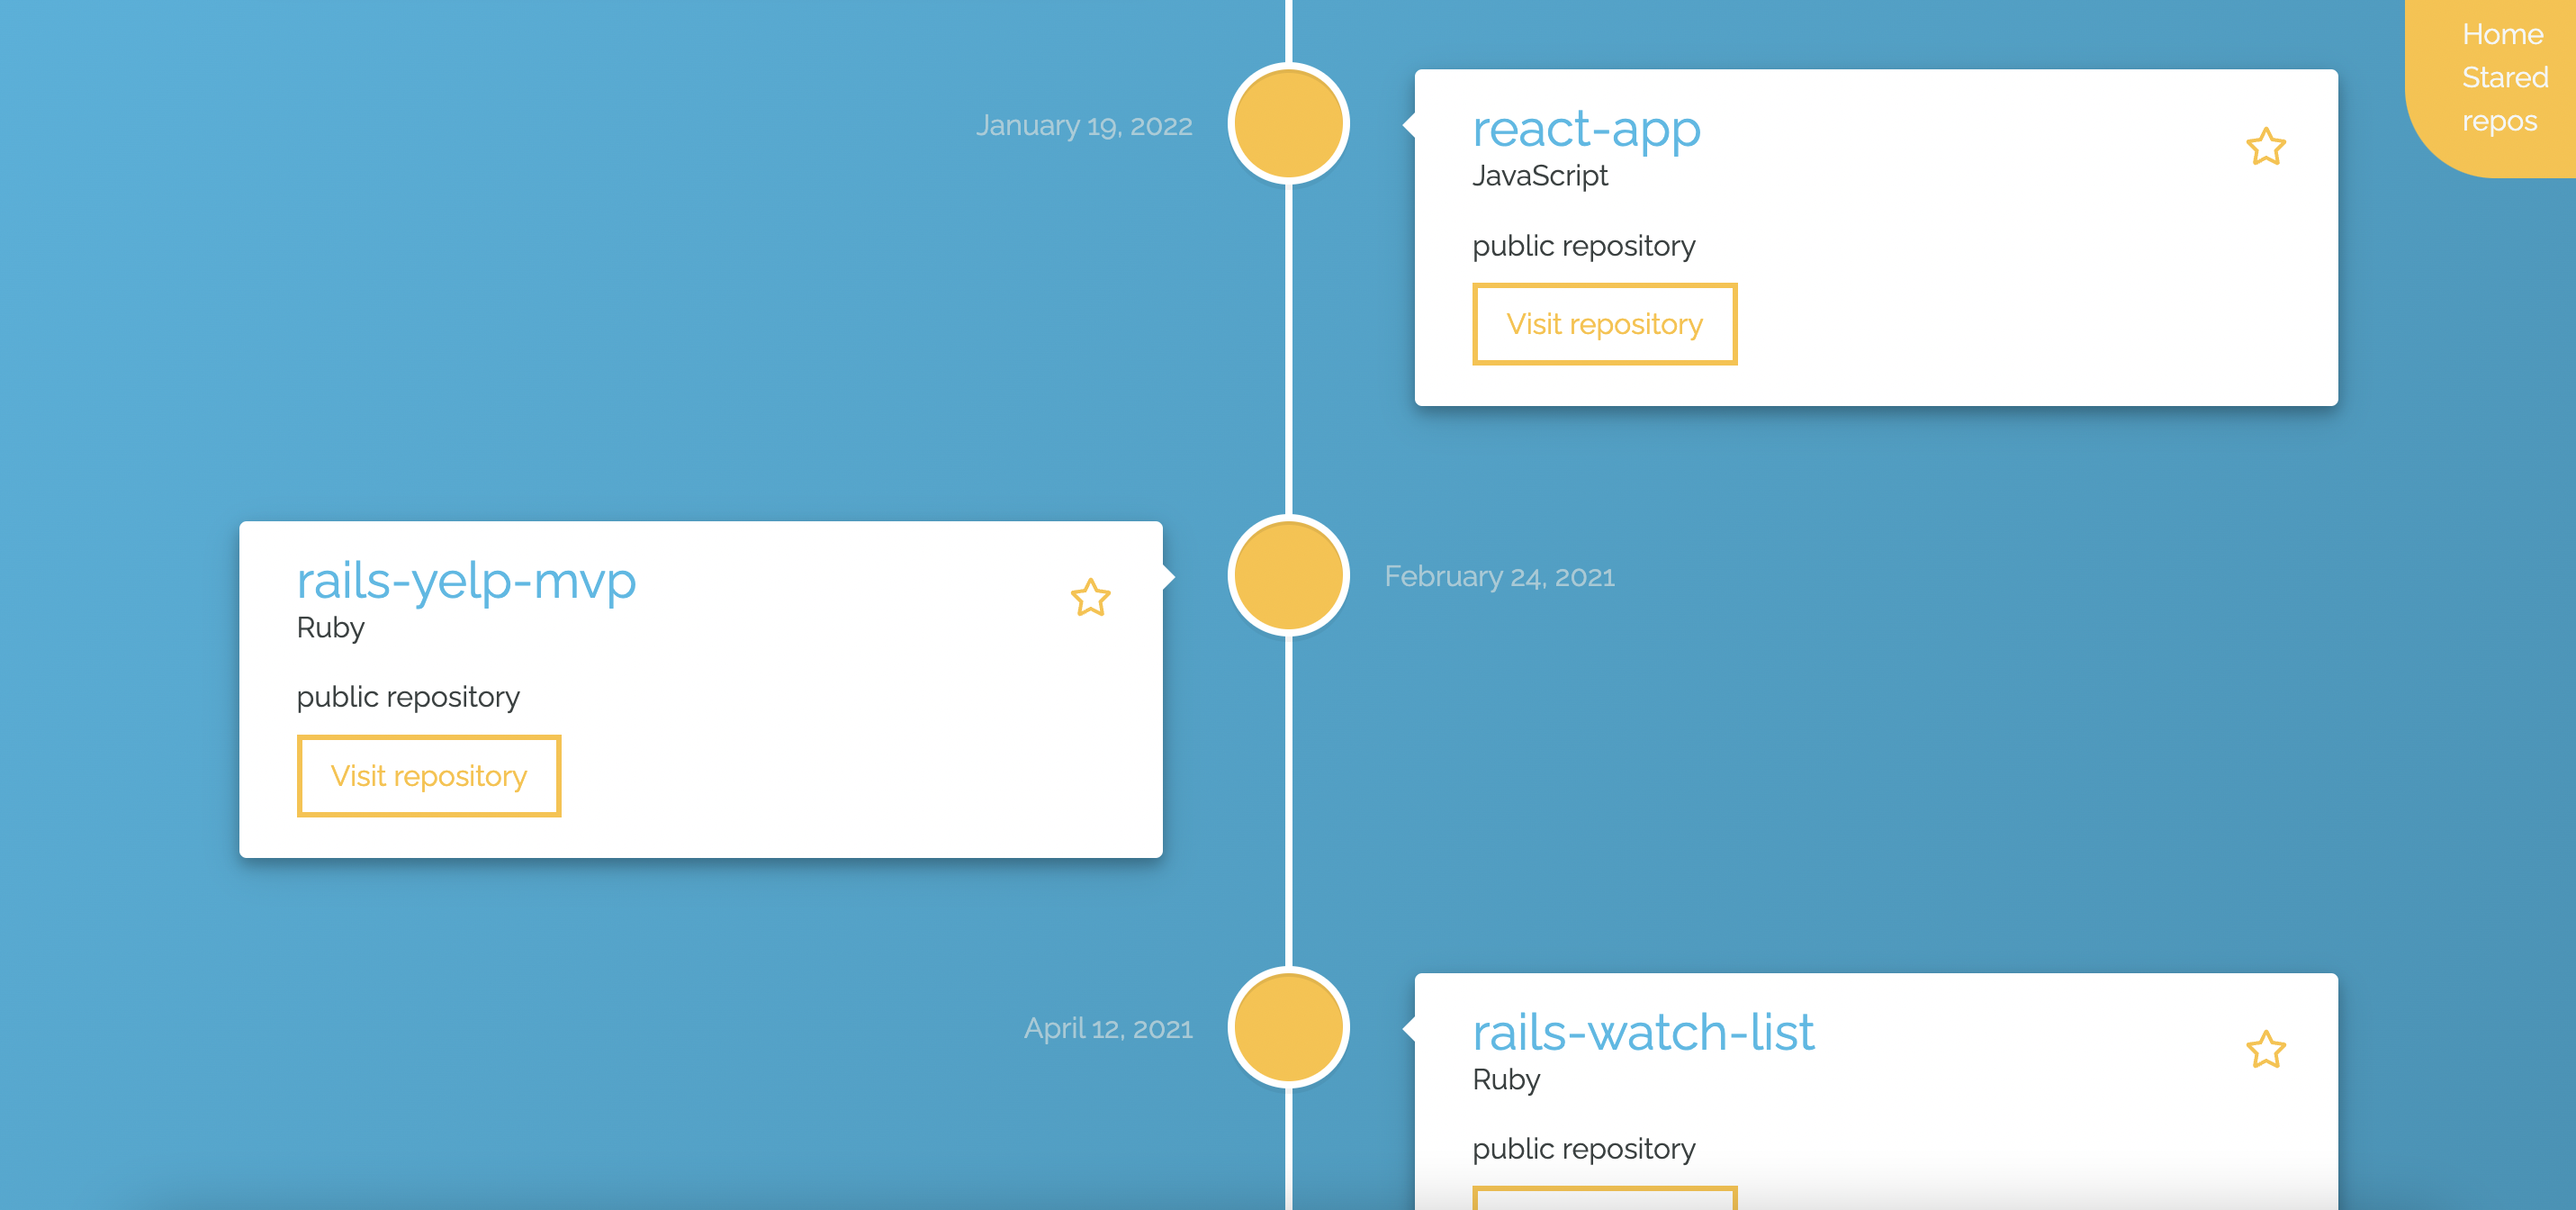 Home
Stared
repos
January 19, 2022
react-app
JavaScript
public repository
Visit repository
rails-yelp-mvp
Ruby
public repository
Visit repository
February 24, 2021
April 12, 2021
rails-watch-list
Ruby
public repository